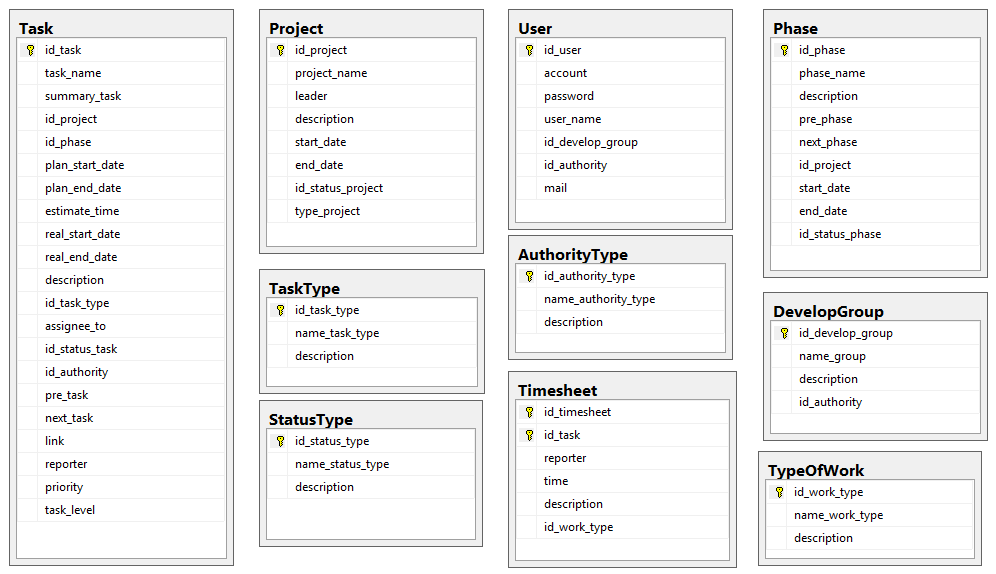 Task
id_task
task_name
summary_task
id_project
id_phase
plan_start_date
plan_end_date
estimate_time
real_start_date
real_end_date
description
id_task_type
assignee_to
id_status_task
id_authority
pre_task
next_task
link
reporter
priority
task_level
Project
id_project
project_name
leader
description
start_date
end_date
id_status_project
type_project
TaskType
id_task_type
name_task_type
description
StatusType
id_status_type
name_status_type
description
User
id_user
account
password
user_name
id_develop_group
id_authority
mail
AuthorityType
id_authority_type
name_authority_type
description
Timesheet
id_timesheet
id_task
reporter
time
description
id_work_type
Phase
id_phase
phase_name
description
pre_phase
next_phase
id_project
start_date
end_date
id_status_phase
DevelopGroup
id_develop_group
name_group
description
id_authority
TypeOfWork
id_work_type
name_work_type
description